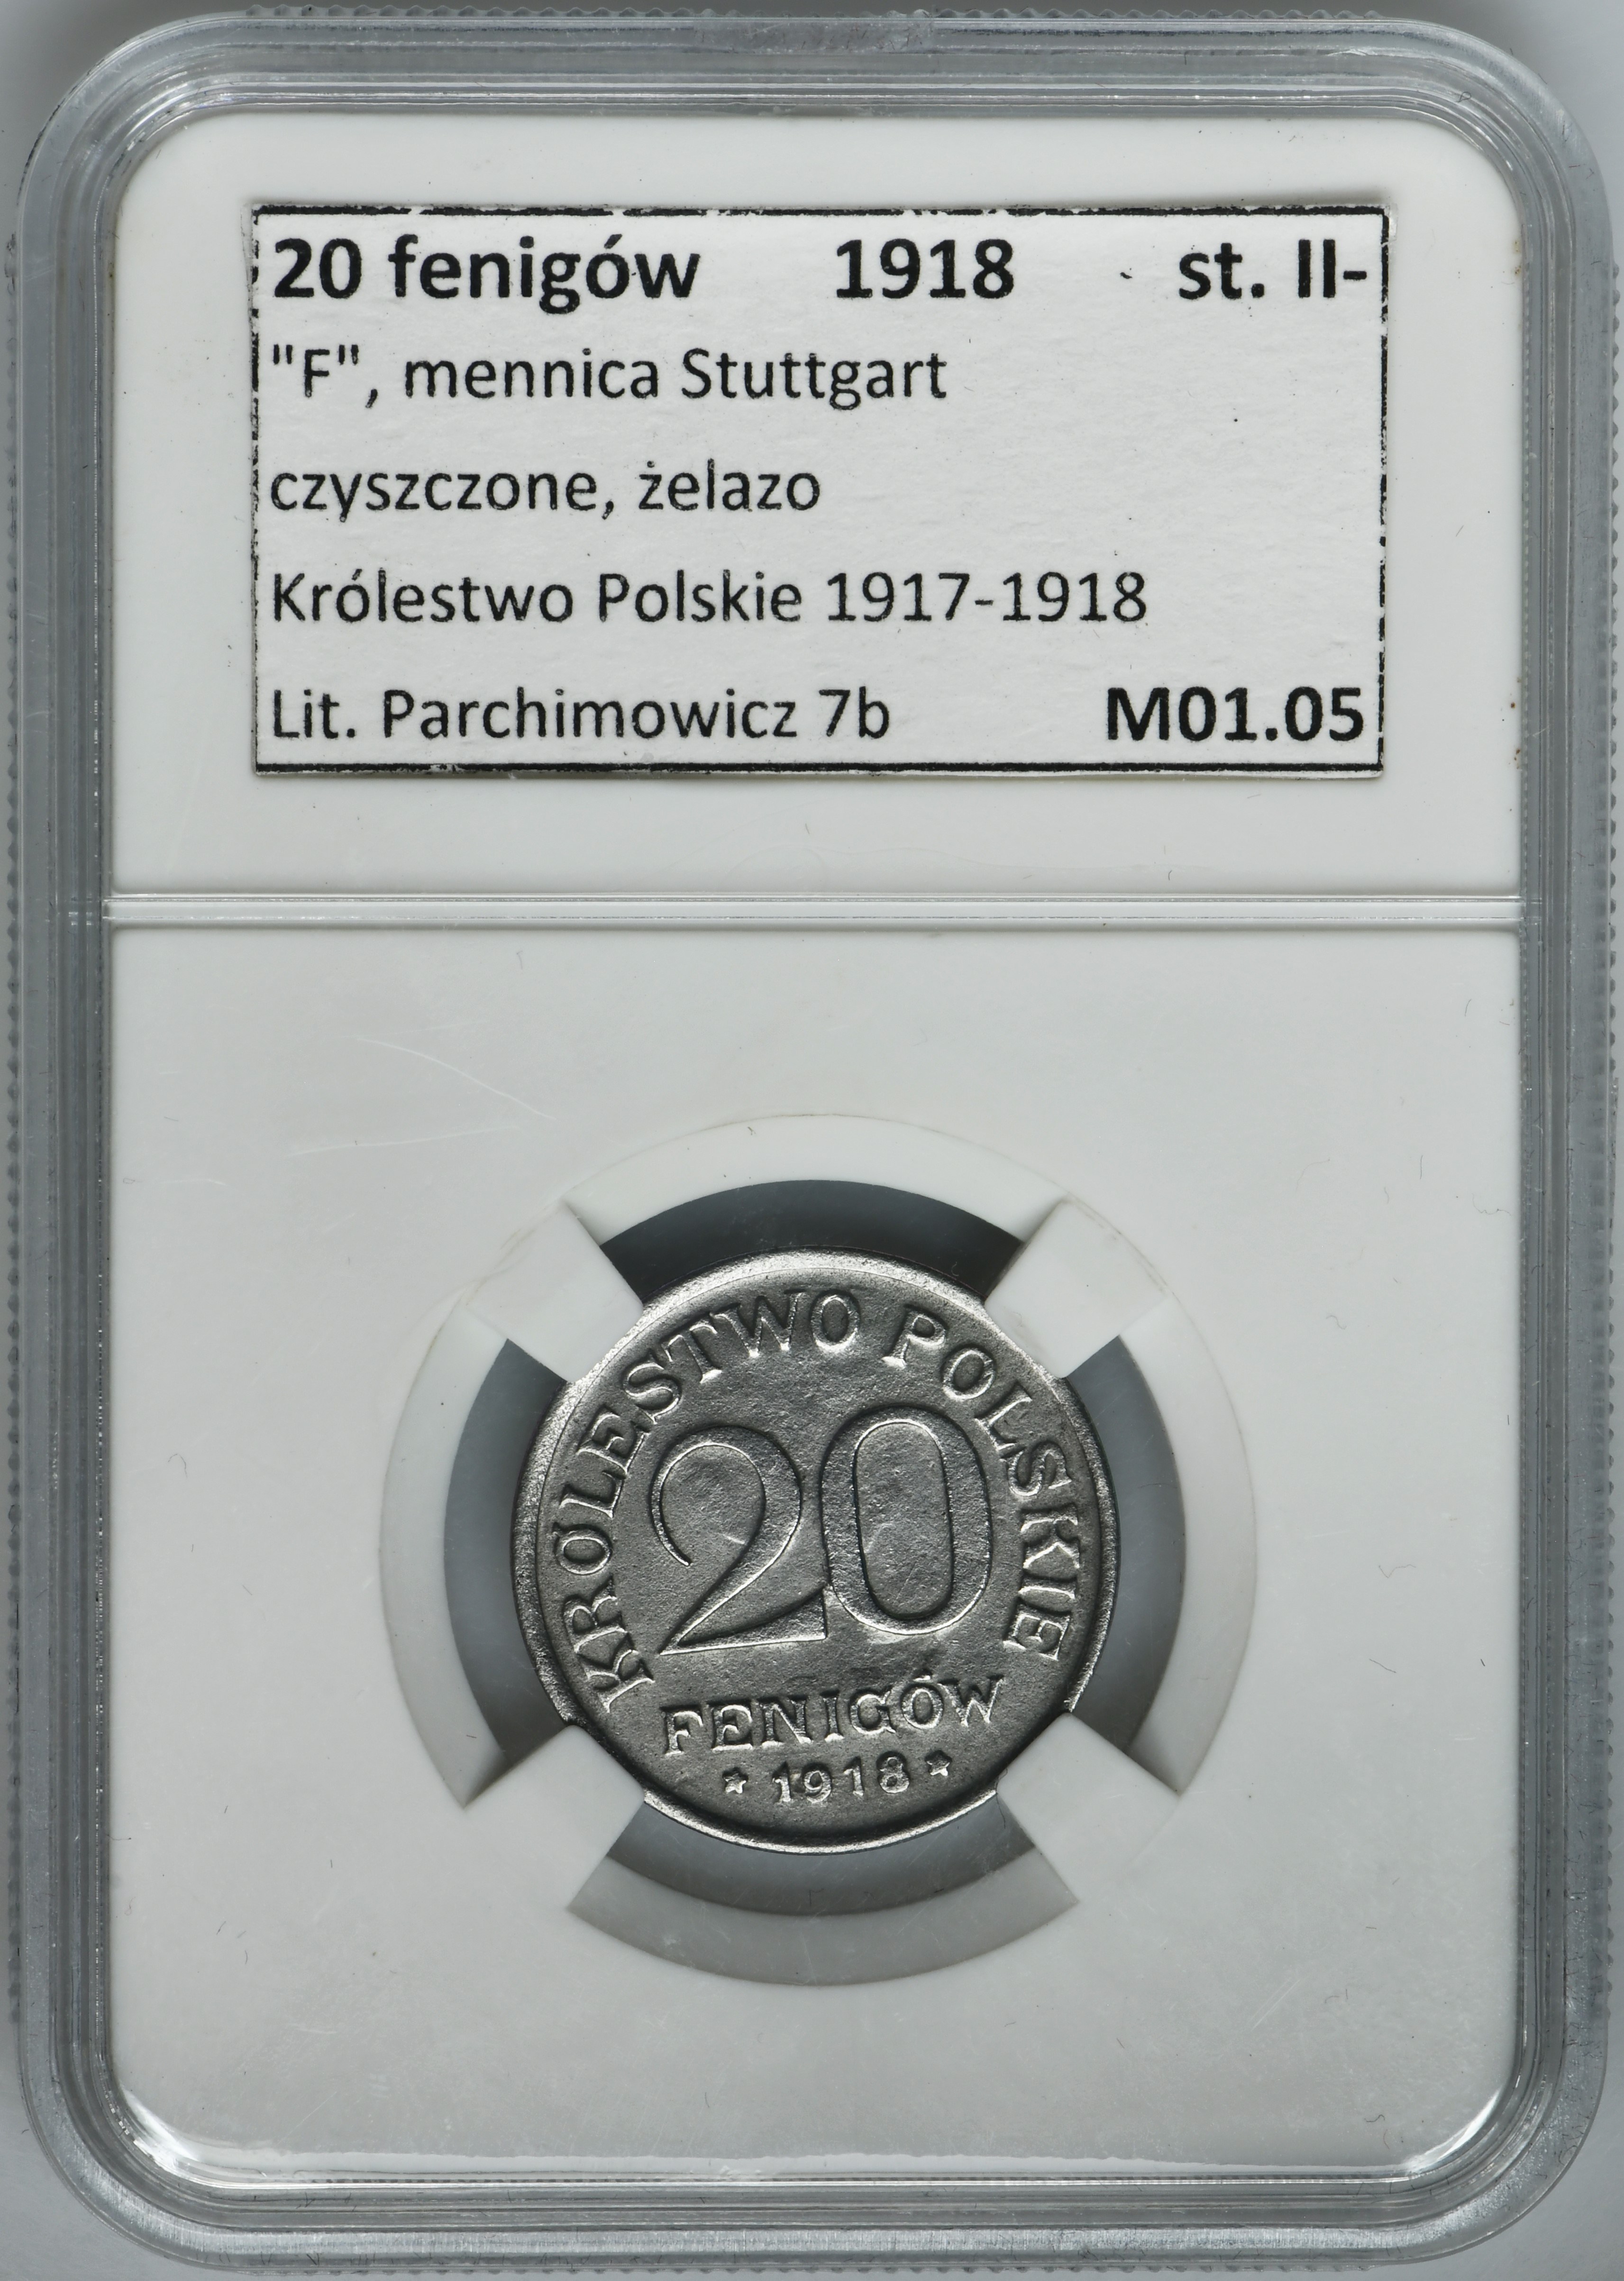 20 fenigów 1918 st. II-
"F", mennica Stuttgart
czyszczone, żelazo
Królestwo Polskie 1917-1918
Lit. Parchimowicz 7b M01.05
KRÓLESTWO POLSKIE
20
FENIGÓW
* 1918 *